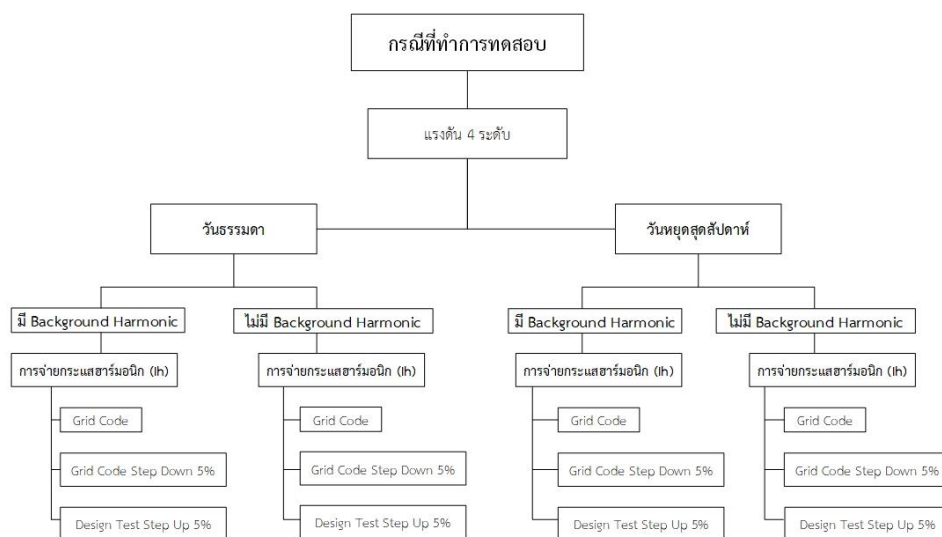 กรณีที่ทำการทดสอบ
แรงดัน 4 ระดับ
วันธรรมดา
วันหยุดสุดสัปดาห์
มี Background Harmonic
ไม่มี Background Harmonic
มี Background Harmonic
ไม่มี Background Harmonic
การจ่ายกระแสฮาร์มอนิก (Ih)
การจ่ายกระแสฮาร์มอนิก (Ih)
การจ่ายกระแสฮาร์มอนิก (Ih)
การจ่ายกระแสฮาร์มอนิก (Ih)
Grid Code
Grid Code
Grid Code
Grid Code
Grid Code Step Down 5%
Grid Code Step Down 5%
Grid Code Step Down 5%
Grid Code Step Down 5%
Design Test Step Up 5%
Design Test Step Up 5%
Design Test Step Up 5%
Design Test Step Up 5%